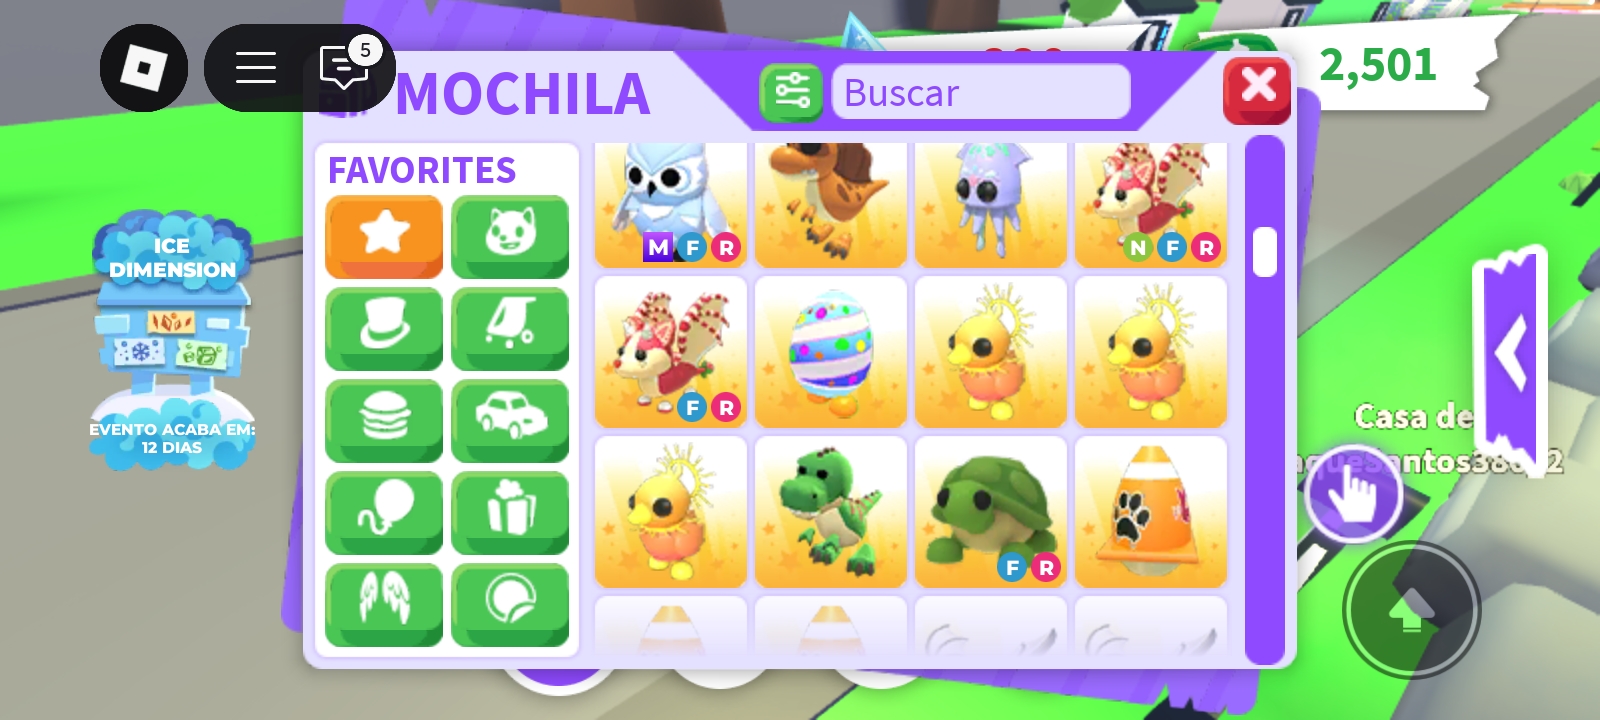 5
MOCHILA
Buscar
2,501
FAVORITES
M F R
N F R
ICE
DIMENSION
F R
EVENTO ACABA EM:
12 DIAS
Casa de
F R